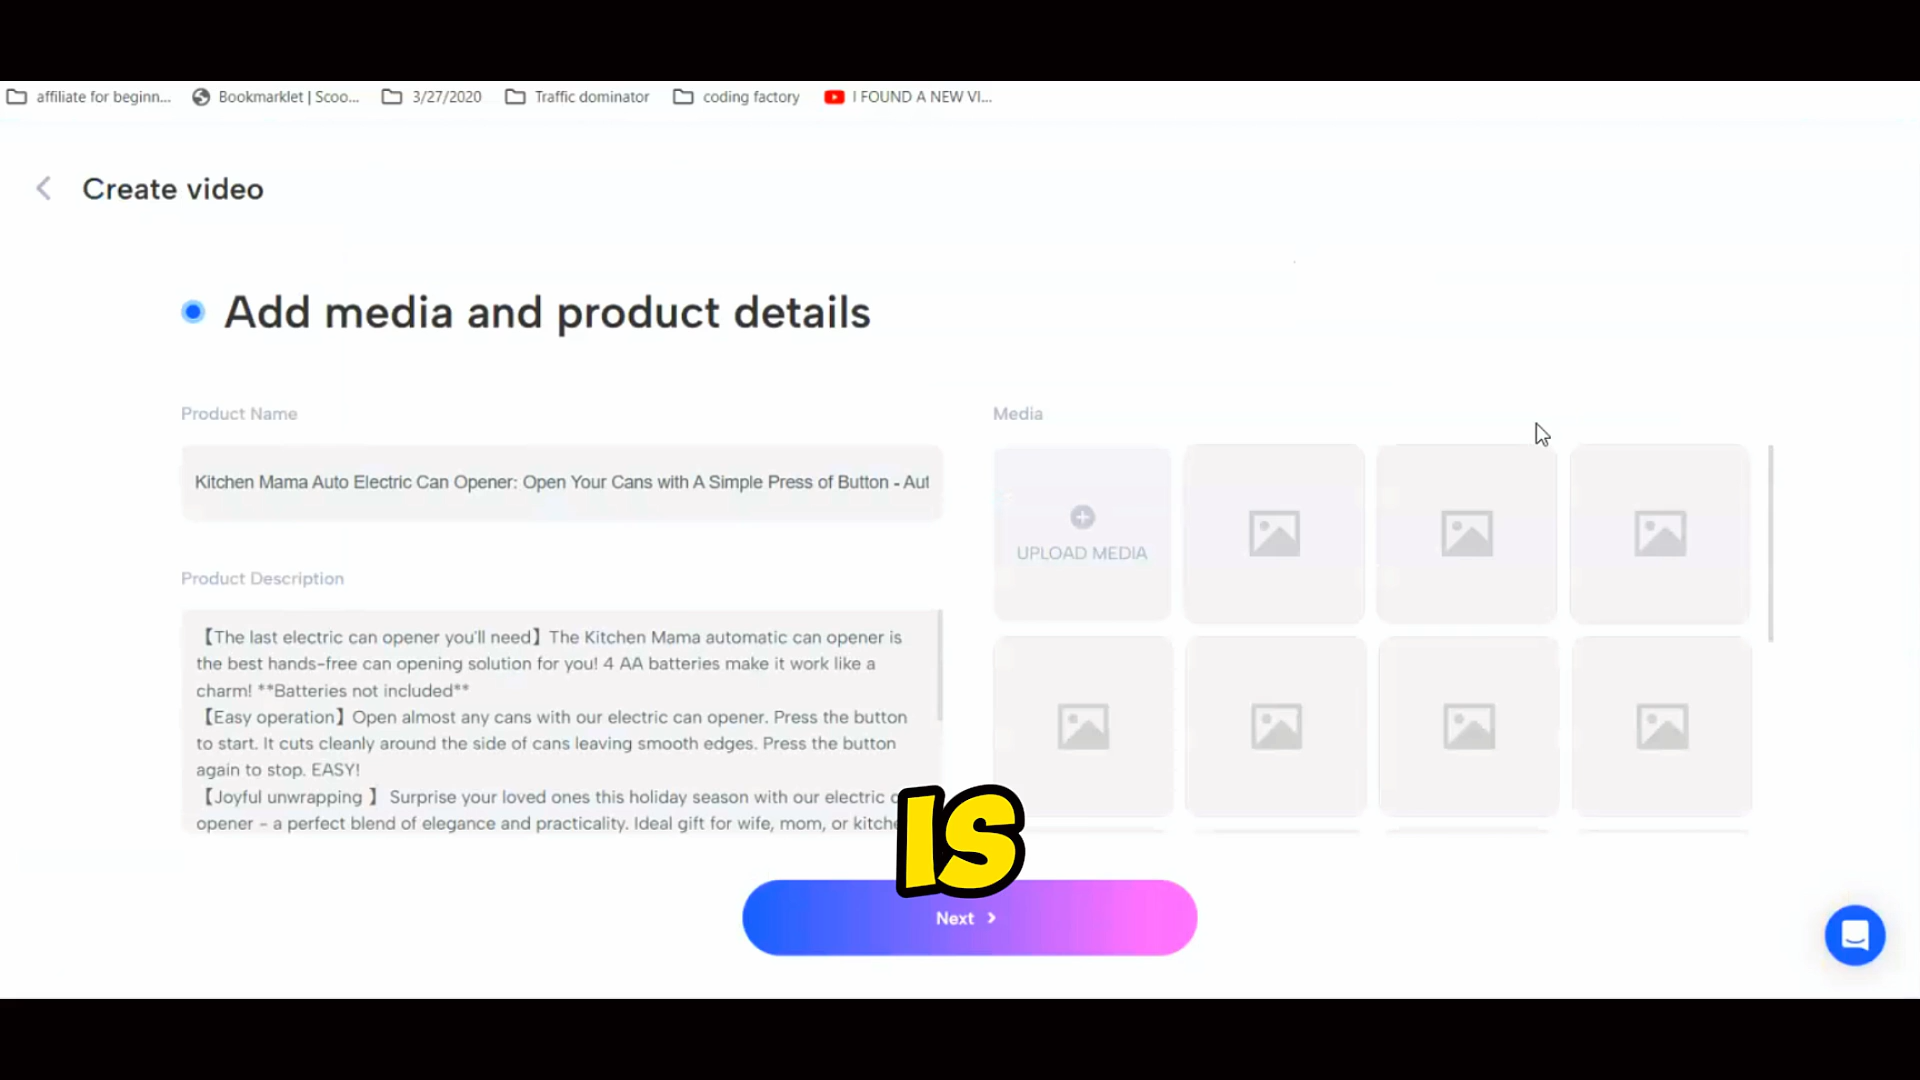 affiliate for beginn... Bookmarklet | Scoo... 3/27/2020 Traffic dominator coding factory I FOUND A NEW VI...
Create video
Add media and product details
Product Name
Kitchen Mama Auto Electric Can Opener: Open Your Cans with A Simple Press of Button - Aut
Product Description
【The last electric can opener you'll need】The Kitchen Mama automatic can opener is
the best hands-free can opening solution for you! 4 AA batteries make it work like a
charm! **Batteries not included**
【Easy operation】Open almost any cans with our electric can opener. Press the button
to start. It cuts cleanly around the side of cans leaving smooth edges. Press the button
again to stop. EASY!
【Joyful unwrapping 】 Surprise your loved ones this holiday season with our electric
opener - a perfect blend of elegance and practicality. Ideal gift for wife, mom, or
Media
UPLOAD MEDIA
IS
Next